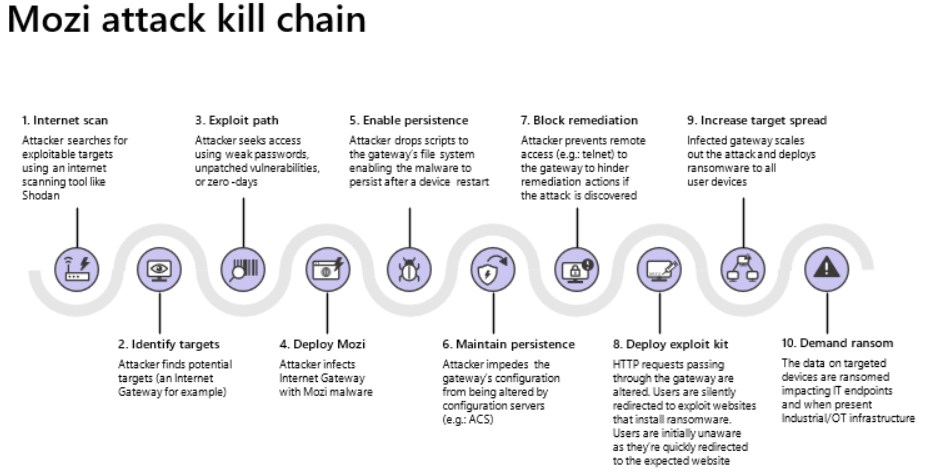 Mozi attack kill chain
1. Internet scan
Attacker searches for
exploitable targets
using an internet
scanning tool like
Shodan
2. Identify targets
Attacker finds potential
targets (an Internet
Gateway for example)
3. Exploit path
Attacker seeks access
using weak passwords,
unpatched vulnerabilities,
or zero -days
4. Deploy Mozi
Attacker infects
Internet Gateway
with Mozi malware
5. Enable persistence
Attacker drops scripts to
the gateway's file system
enabling the malware to
persist after a device restart
6. Maintain persistence
Attacker impedes the
gateway's configuration
from being altered by
configuration servers
(e.g.: ACS)
7. Block remediation
Attacker prevents remote
access (e.g.: telnet) to
the gateway to hinder
remediation actions if
the attack is discovered
8. Deploy exploit kit
HTTP requests passing
through the gateway are
altered. Users are silently
redirected to exploit websites
that install ransomware.
Users are initially unaware
as they're quickly redirected
to the expected website
9. Increase target spread
Infected gateway scales
out the attack and deploys
ransomware to all
user devices
10. Demand ransom
The data on targeted
devices are ransomed
impacting IT endpoints
and when present
Industrial/OT infrastructure